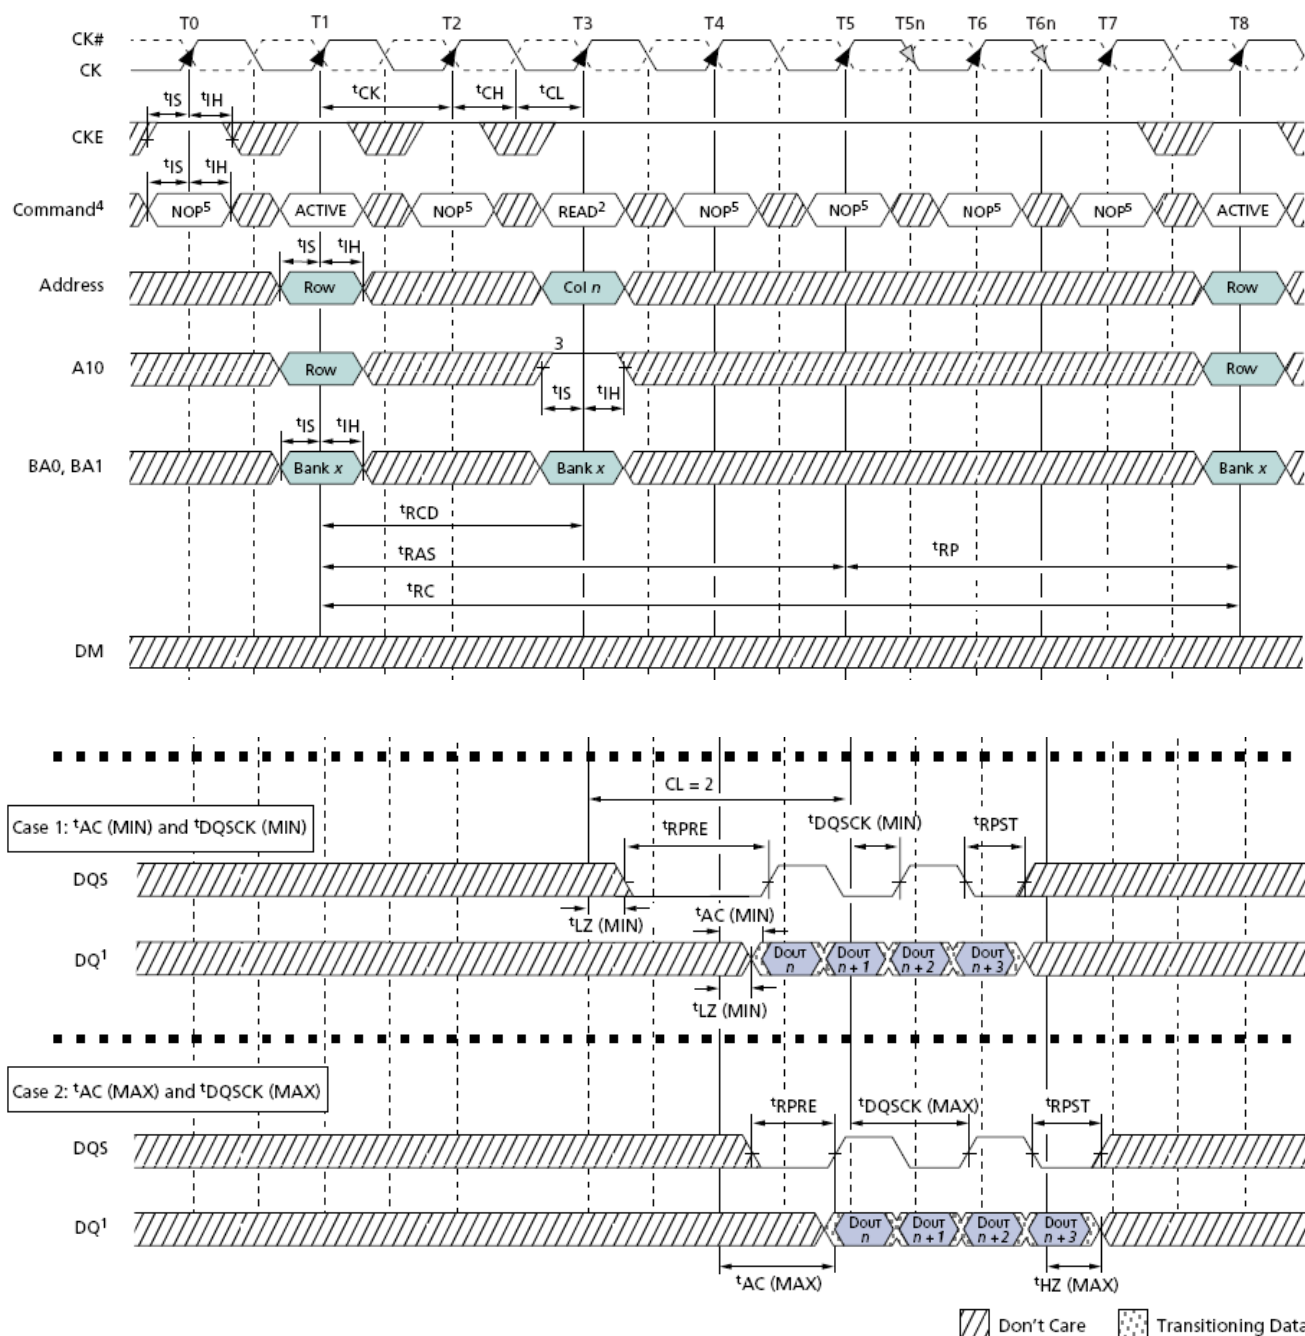 T0 T1 T2 T3 T4 T5 T5n T6 T6n T7 T8
CK#
CK
tCK tCH tCL
tIS tIH
CKE
tIS tIH
Command4 NOP5 ACTIVE NOP5 READ2 NOP5 NOP5 NOP5 NOP5 ACTIVE
tIS tIH
Address Row Col n Row
3
A10 Row Row
tIS tIH
tIS tIH
BA0, BA1 Bank x Bank x Bank x
tRCD
tRAS tRP
tRC
DM
CL = 2
Case 1: tAC (MIN) and tDQSCK (MIN)
tRPRE tDQSCK (MIN) tRPST
DQS
tLZ (MIN) tAC (MIN)
DQ1 DOUT n DOUT n + 1 DOUT n + 2 DOUT n + 3
tLZ (MIN)
Case 2: tAC (MAX) and tDQSCK (MAX)
tRPRE tDQSCK (MAX) tRPST
DQS
DQ1 DOUT n DOUT n + 1 DOUT n + 2 DOUT n + 3
tAC (MAX) tHZ (MAX)
Don't Care Transitioning Data